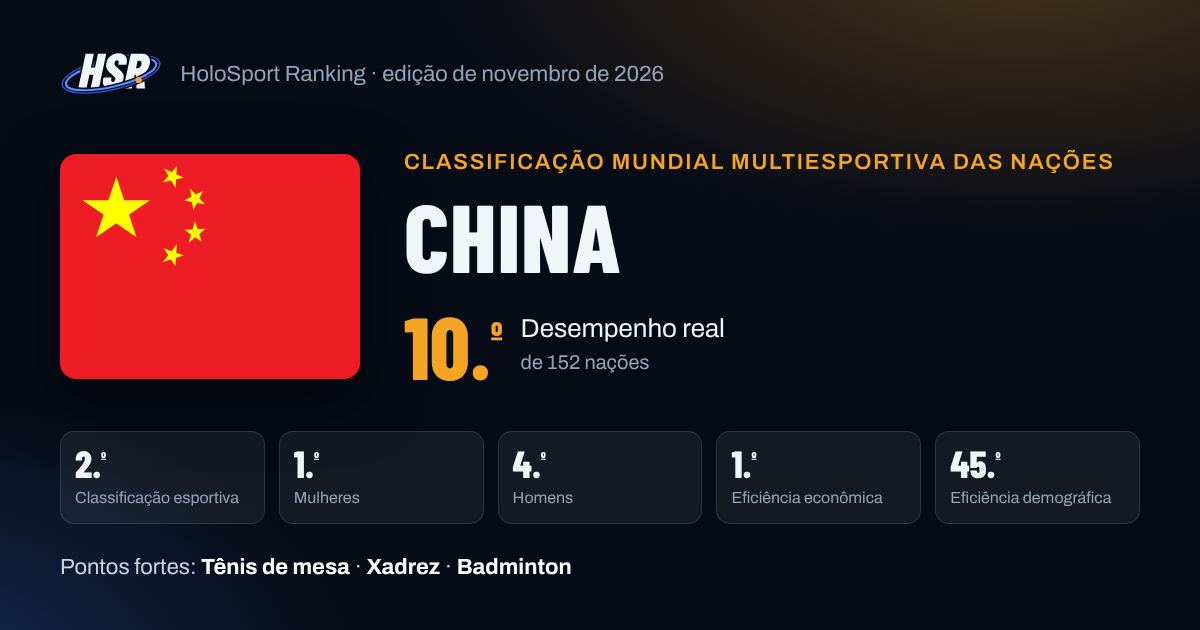 HSR
HoloSport Ranking · edição de novembro de 2026
CLASSIFICAÇÃO MUNDIAL MULTIESPORTIVA DAS NAÇÕES
CHINA
10.º Desempenho real
de 152 nações
2.º
Classificação esportiva
1.º
Mulheres
4.º
Homens
1.º
Eficiência econômica
45.º
Eficiência demográfica
Pontos fortes: Tênis de mesa · Xadrez · Badminton